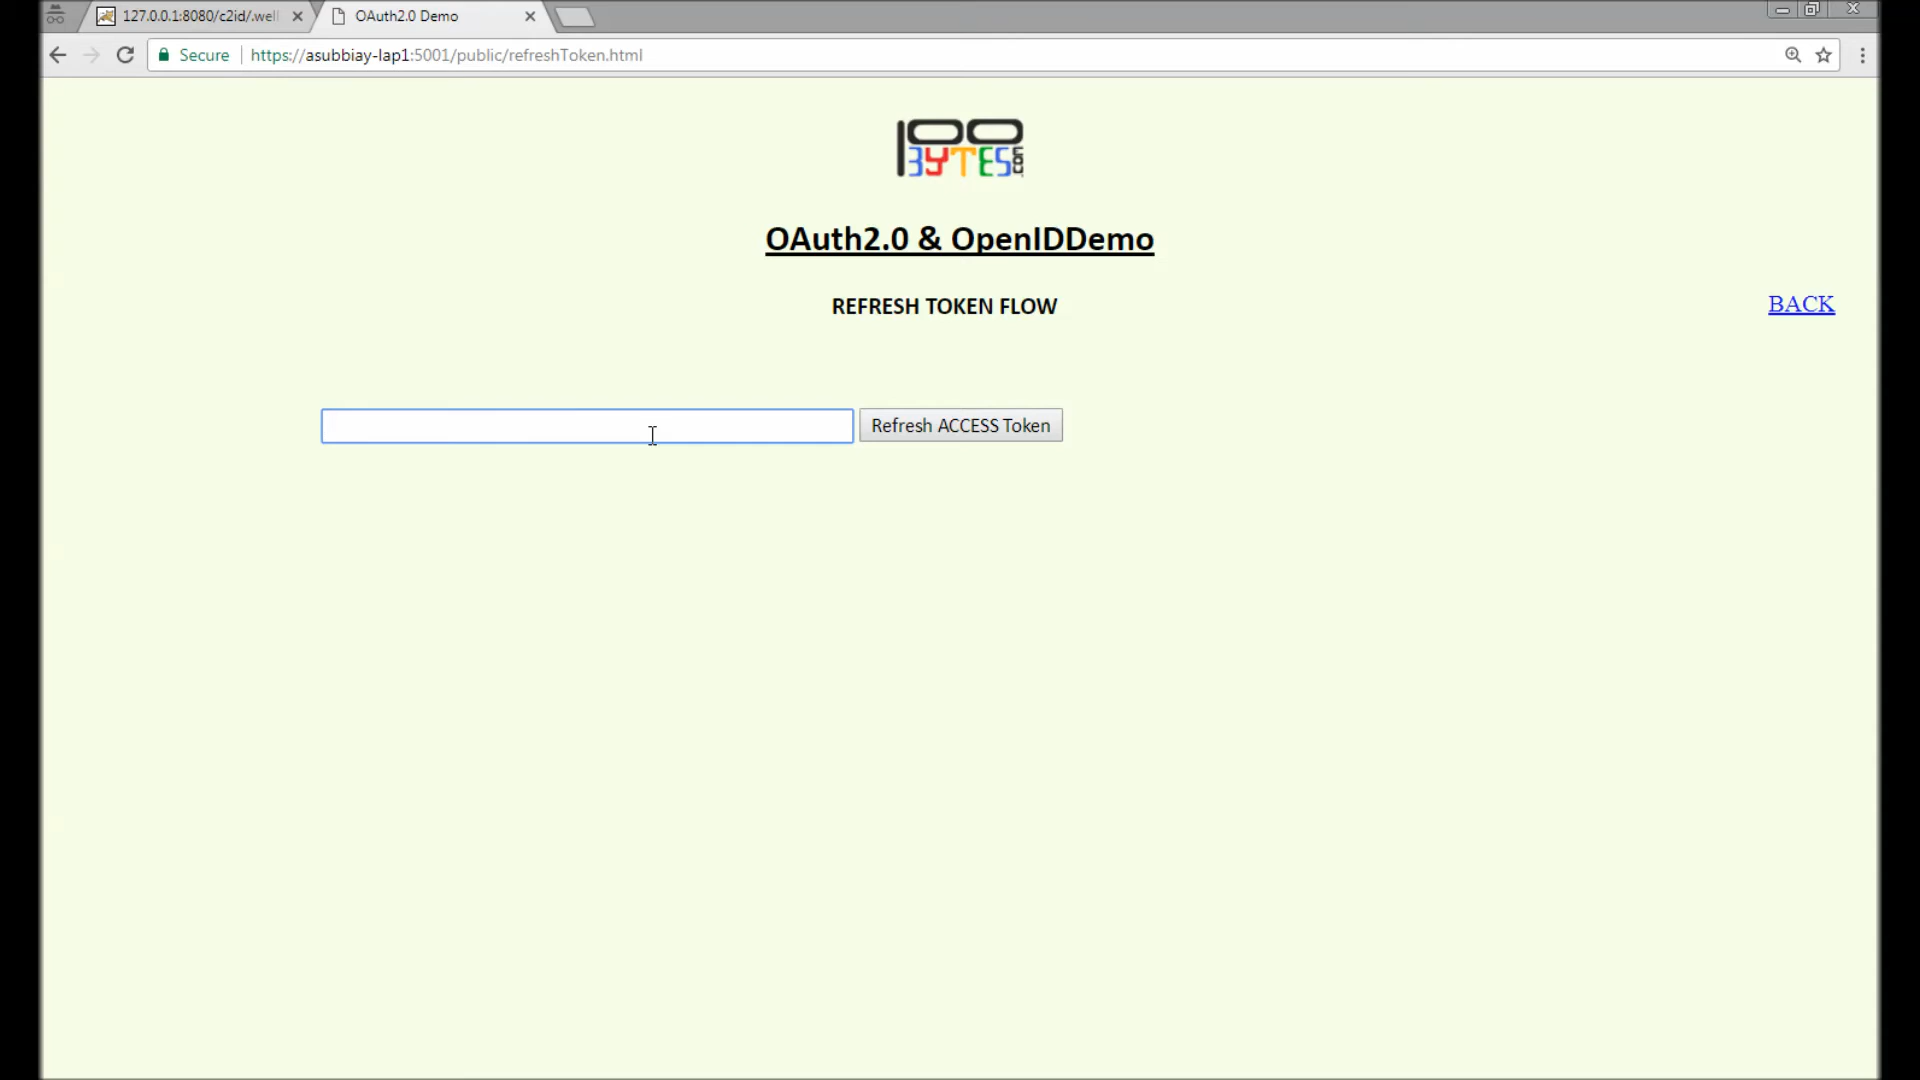 127.0.0.1:8080/c2id/.well
OAuth2.0 Demo
Secure
https://asubbiay-lap1:5001/public/refreshToken.html
100
BYTES.COM
OAuth2.0 & OpenIDDemo
REFRESH TOKEN FLOW
BACK
Refresh ACCESS Token